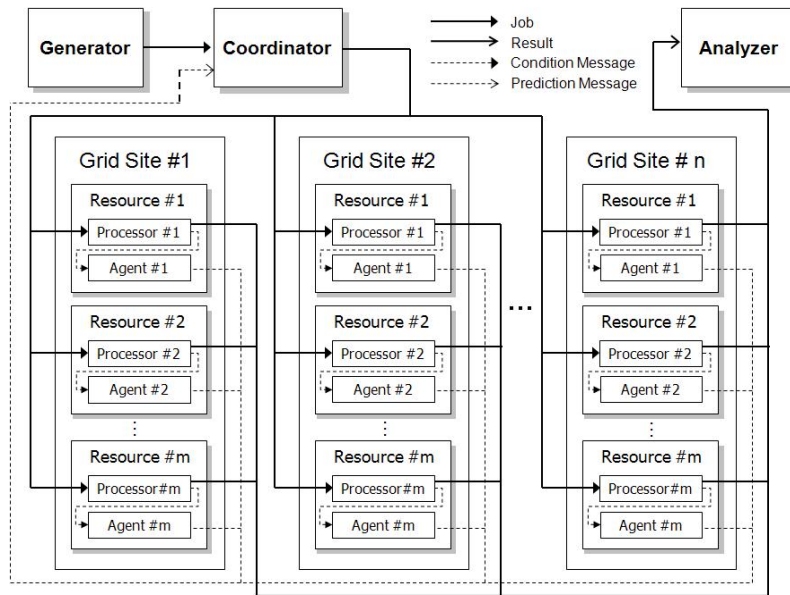 Generator
Coordinator
Job
Result
Condition Message
Prediction Message
Analyzer
Grid Site #1
Resource #1
Processor #1
Agent #1
Resource #2
Processor #2
Agent #2
⋮
Resource #m
Processor#m
Agent #m
Grid Site #2
Resource #1
Processor #1
Agent #1
Resource #2
Processor #2
Agent #2
⋮
Resource #m
Processor#m
Agent #m
...
Grid Site # n
Resource #1
Processor #1
Agent #1
Resource #2
Processor #2
Agent #2
⋮
Resource #m
Processor#m
Agent #m